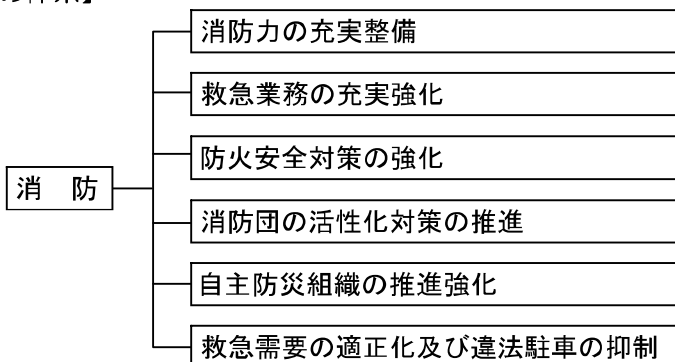 消防力の充実整備
救急業務の充実強化
防火安全対策の強化
消　防
消防団の活性化対策の推進
自主防災組織の推進強化
救急需要の適正化及び違法駐車の抑制